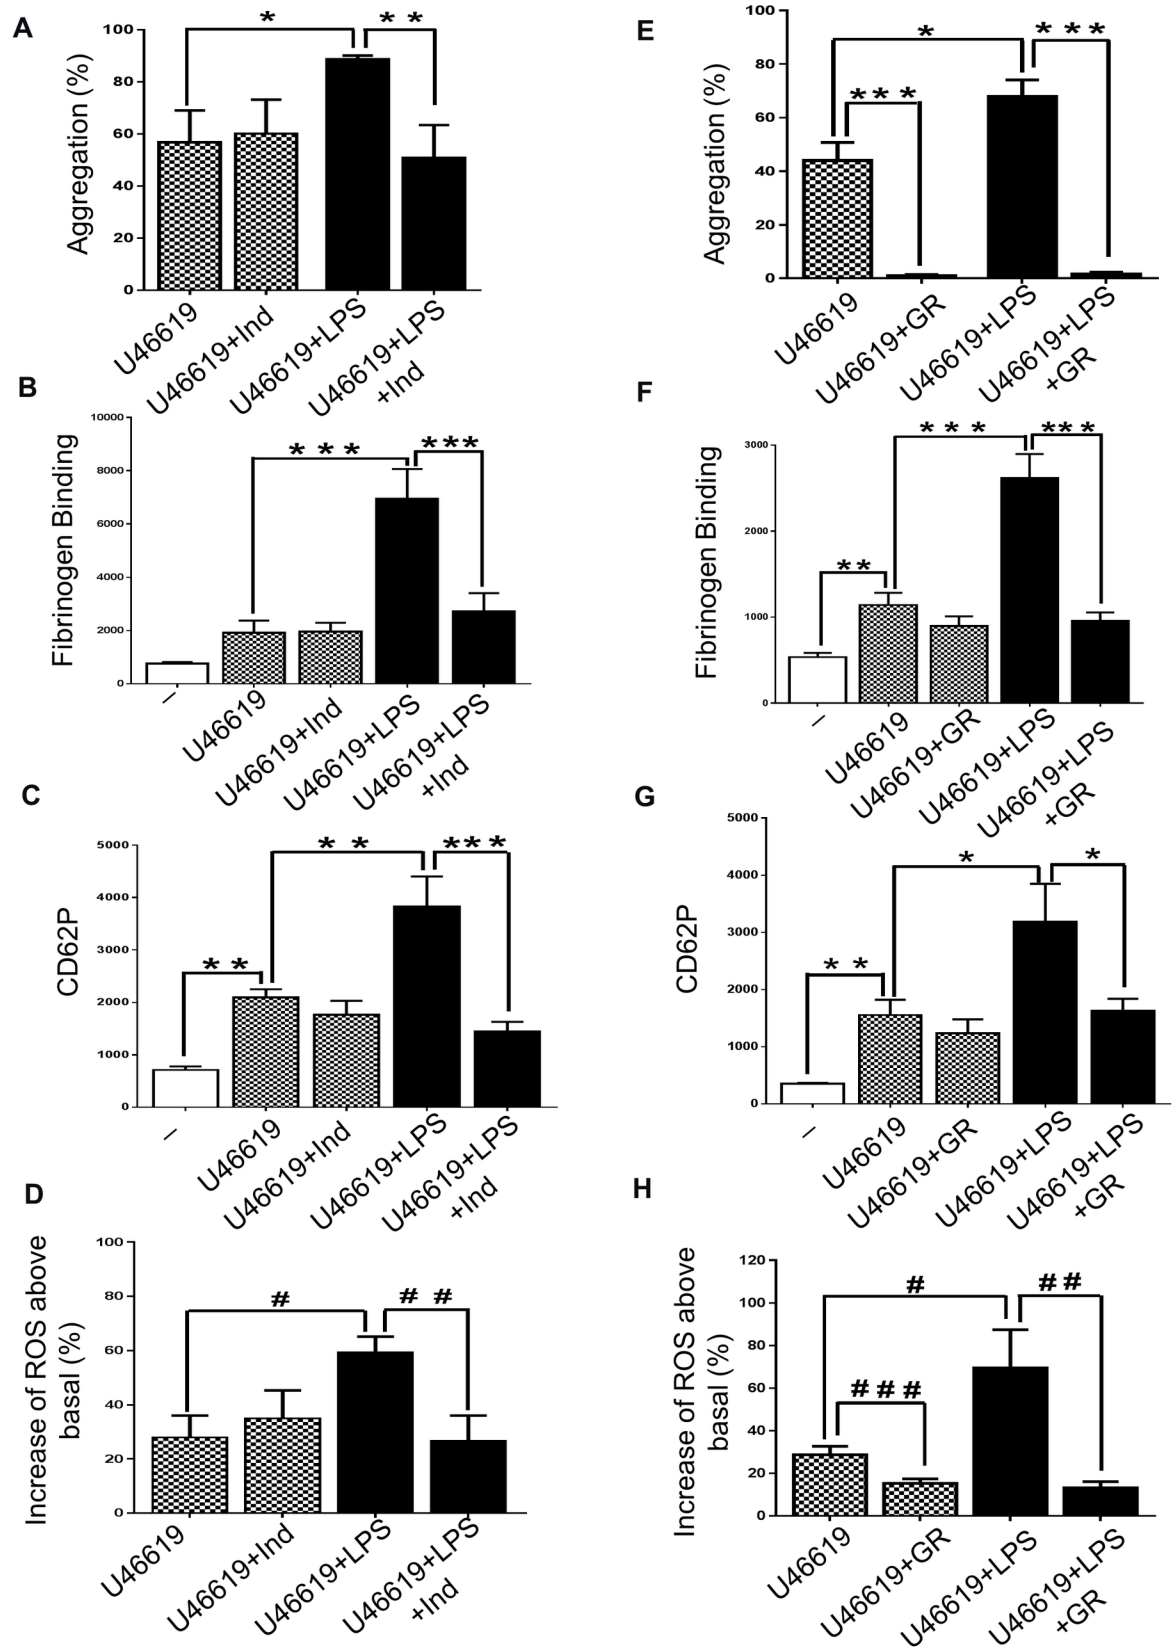 A
Aggregation (%)
100
80
60
40
20
0
*
* *
U46619
U46619+Ind
U46619+LPS
U46619+LPS
+Ind
E
Aggregation (%)
100
80
60
40
20
0
*
* * *
* * *
U46619
U46619+GR
U46619+LPS
U46619+LPS
+GR
B
Fibrinogen Binding
10000
8000
6000
4000
2000
0
* * *
***
–
U46619
U46619+Ind
U46619+LPS
U46619+LPS
+Ind
F
Fibrinogen Binding
3000
2000
1000
0
* *
* * *
***
–
U46619
U46619+GR
U46619+LPS
U46619+LPS
+GR
C
CD62P
5000
4000
3000
2000
1000
0
* *
* *
***
–
U46619
U46619+Ind
U46619+LPS
U46619+LPS
+Ind
G
CD62P
5000
4000
3000
2000
1000
0
* *
*
*
–
U46619
U46619+GR
U46619+LPS
U46619+LPS
+GR
D
Increase of ROS above
basal (%)
100
80
60
40
20
0
#
# #
U46619
U46619+Ind
U46619+LPS
U46619+LPS
+Ind
H
Increase of ROS above
basal (%)
120
100
80
60
40
20
0
#
# #
# # #
U46619
U46619+GR
U46619+LPS
U46619+LPS
+GR